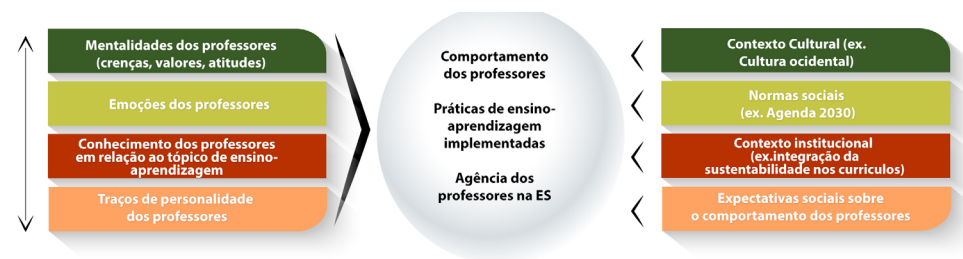 Mentalidades dos professores
(crenças, valores, atitudes)
Emoções dos professores
Conhecimento dos professores
em relação ao tópico de ensino-
aprendizagem
Traços de personalidade
dos professores
Comportamento
dos professores
Práticas de ensino-
aprendizagem
implementadas
Agência dos
professores na ES
Contexto Cultural (ex.
Cultura ocidental)
Normas sociais
(ex. Agenda 2030)
Contexto institucional
(ex.integração da
sustentabilidade nos curriculos)
Expectativas sociais sobre
o comportamento dos professores